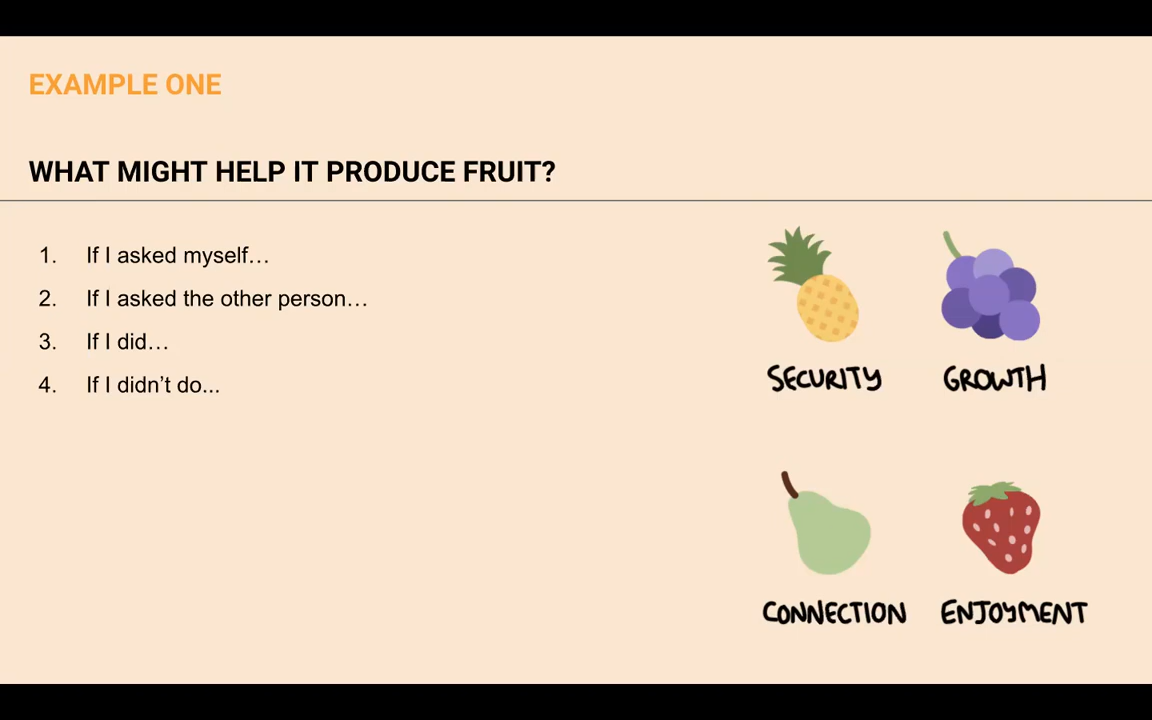 EXAMPLE ONE
WHAT MIGHT HELP IT PRODUCE FRUIT?
1. If I asked myself…
2. If I asked the other person…
3. If I did…
4. If I didn’t do...
SECURITY
GROWTH
CONNECTION
ENJOYMENT